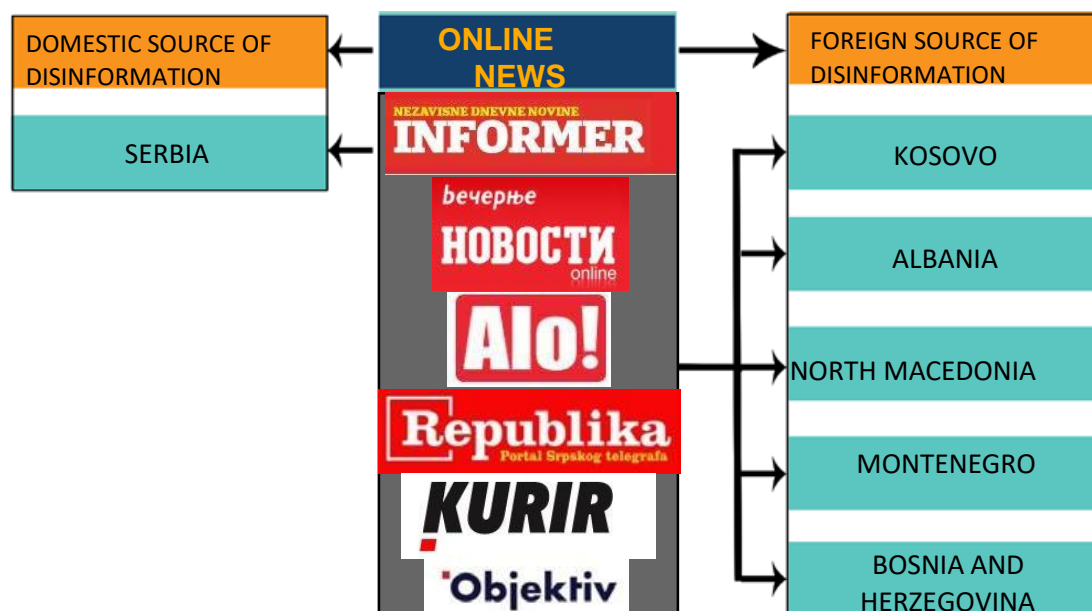 DOMESTIC SOURCE OF
DISINFORMATION
SERBIA
ONLINE
NEWS
NEZAVISNE DNEVNE NOVINE
INFORMER
вечерње
НОВОСТИ
online
Alo!
Republika
Portal Srpskog telegrafa
KURIR
Objektiv
FOREIGN SOURCE OF
DISINFORMATION
KOSOVO
ALBANIA
NORTH MACEDONIA
MONTENEGRO
BOSNIA AND
HERZEGOVINA